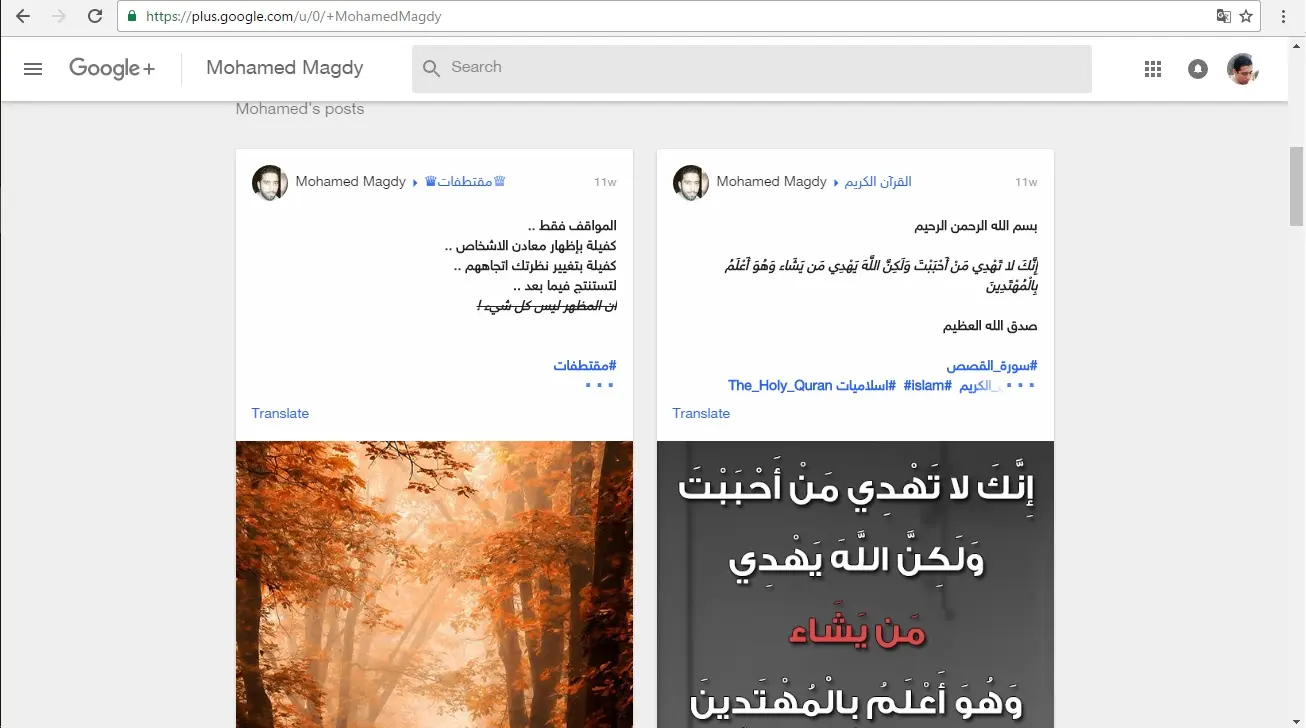 https://plus.google.com/u/0/+MohamedMagdy
Google+
Mohamed Magdy
Search
Mohamed's posts
Mohamed Magdy ▸ ♛مقتطفات♕
11w
المواقف فقط ..
كفيلة بإظهار معادن الاشخاص ..
كفيلة بتغيير نظرتك اتجاههم ..
لتستنتج فيما بعد ..
ان المظهر ليس كل شيء !
#مقتطفات
...
Translate
Mohamed Magdy ▸ القرآن الكريم
11w
بسم الله الرحمن الرحيم
إِنَّكَ لا تَهْدِي مَنْ أَحْبَبْتَ وَلَكِنَّ اللَّهَ يَهْدِي مَن يَشَاء وَهُوَ أَعْلَمُ
بِالْمُهْتَدِينَ
صدق الله العظيم
#سورة_القصص
The_Holy_Quran #اسلاميات #islam# _الكريم ...
Translate
إِنَّكَ لا تَهْدِي مَنْ أَحْبَبْتَ
وَلَكِنَّ اللَّهَ يَهْدِي
مَن يَشَاء
وَهُوَ أَعْلَمُ بِالْمُهْتَدِينَ